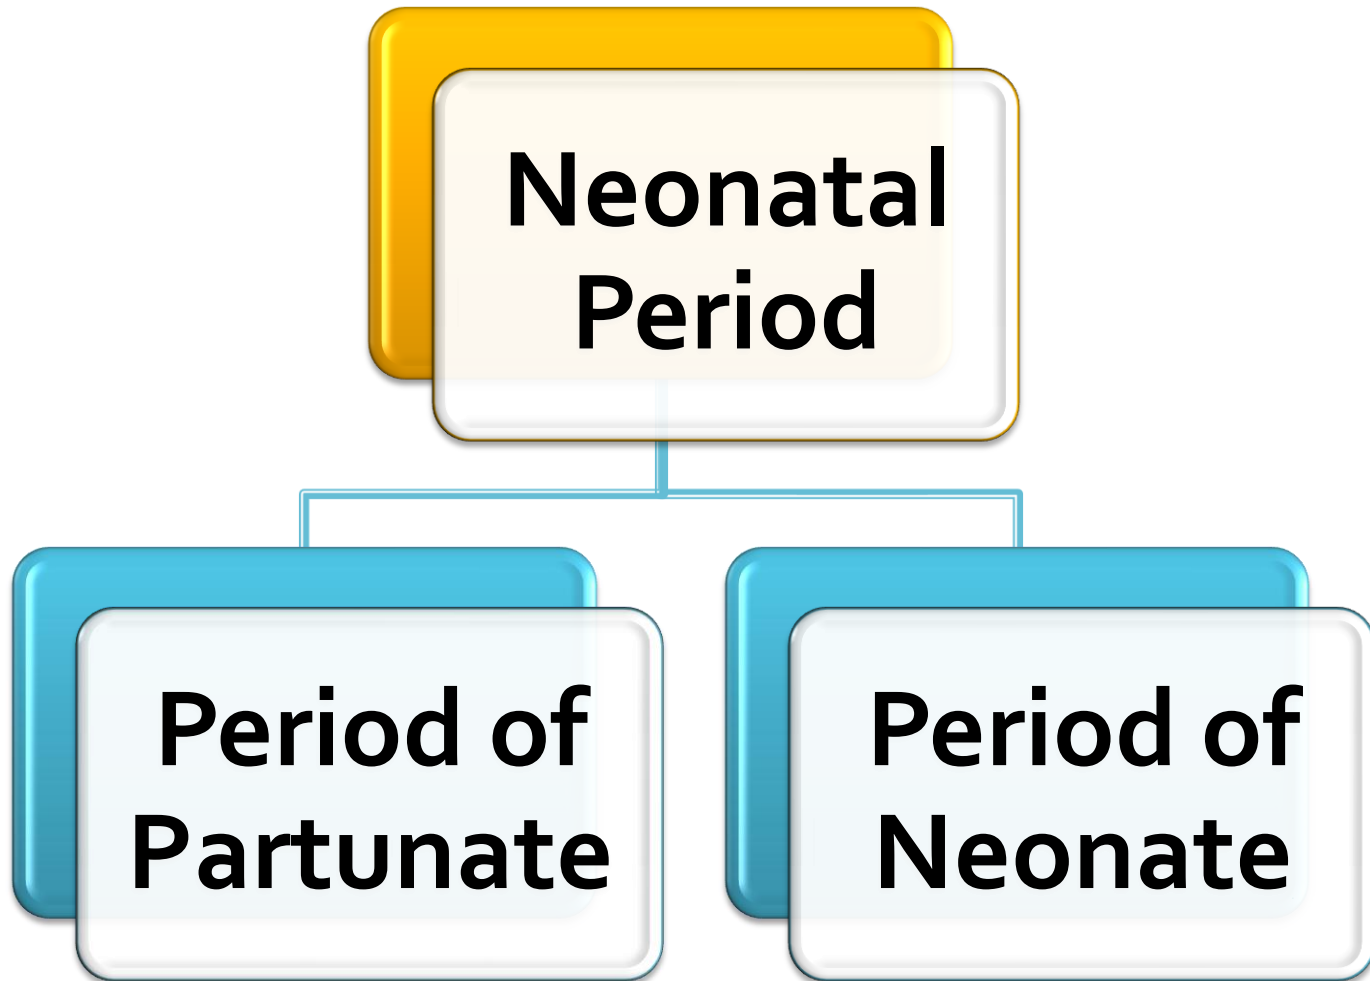 Neonatal
Period
Period of
Partunate
Period of
Neonate